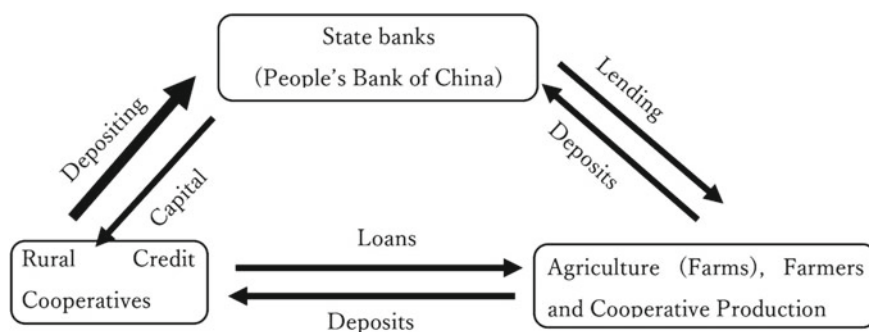 State banks
(People’s Bank of China)
Depositing
Capital
Lending
Deposits
Rural Credit
Cooperatives
Loans
Deposits
Agriculture (Farms), Farmers
and Cooperative Production